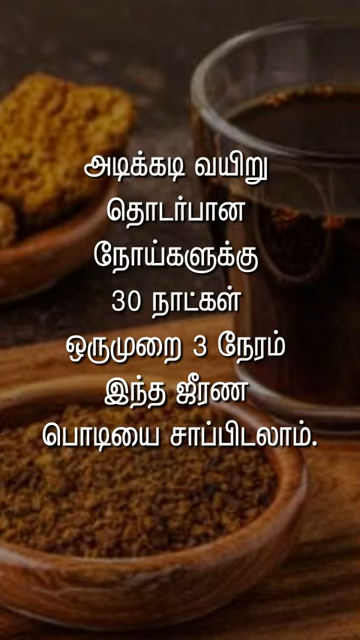 அடிக்கடி வயிறு
தொடர்பான
நோய்களுக்கு
30 நாட்கள்
ஒருமுறை 3 நேரம்
இந்த ஜீரண
பொடியை சாப்பிடலாம்.